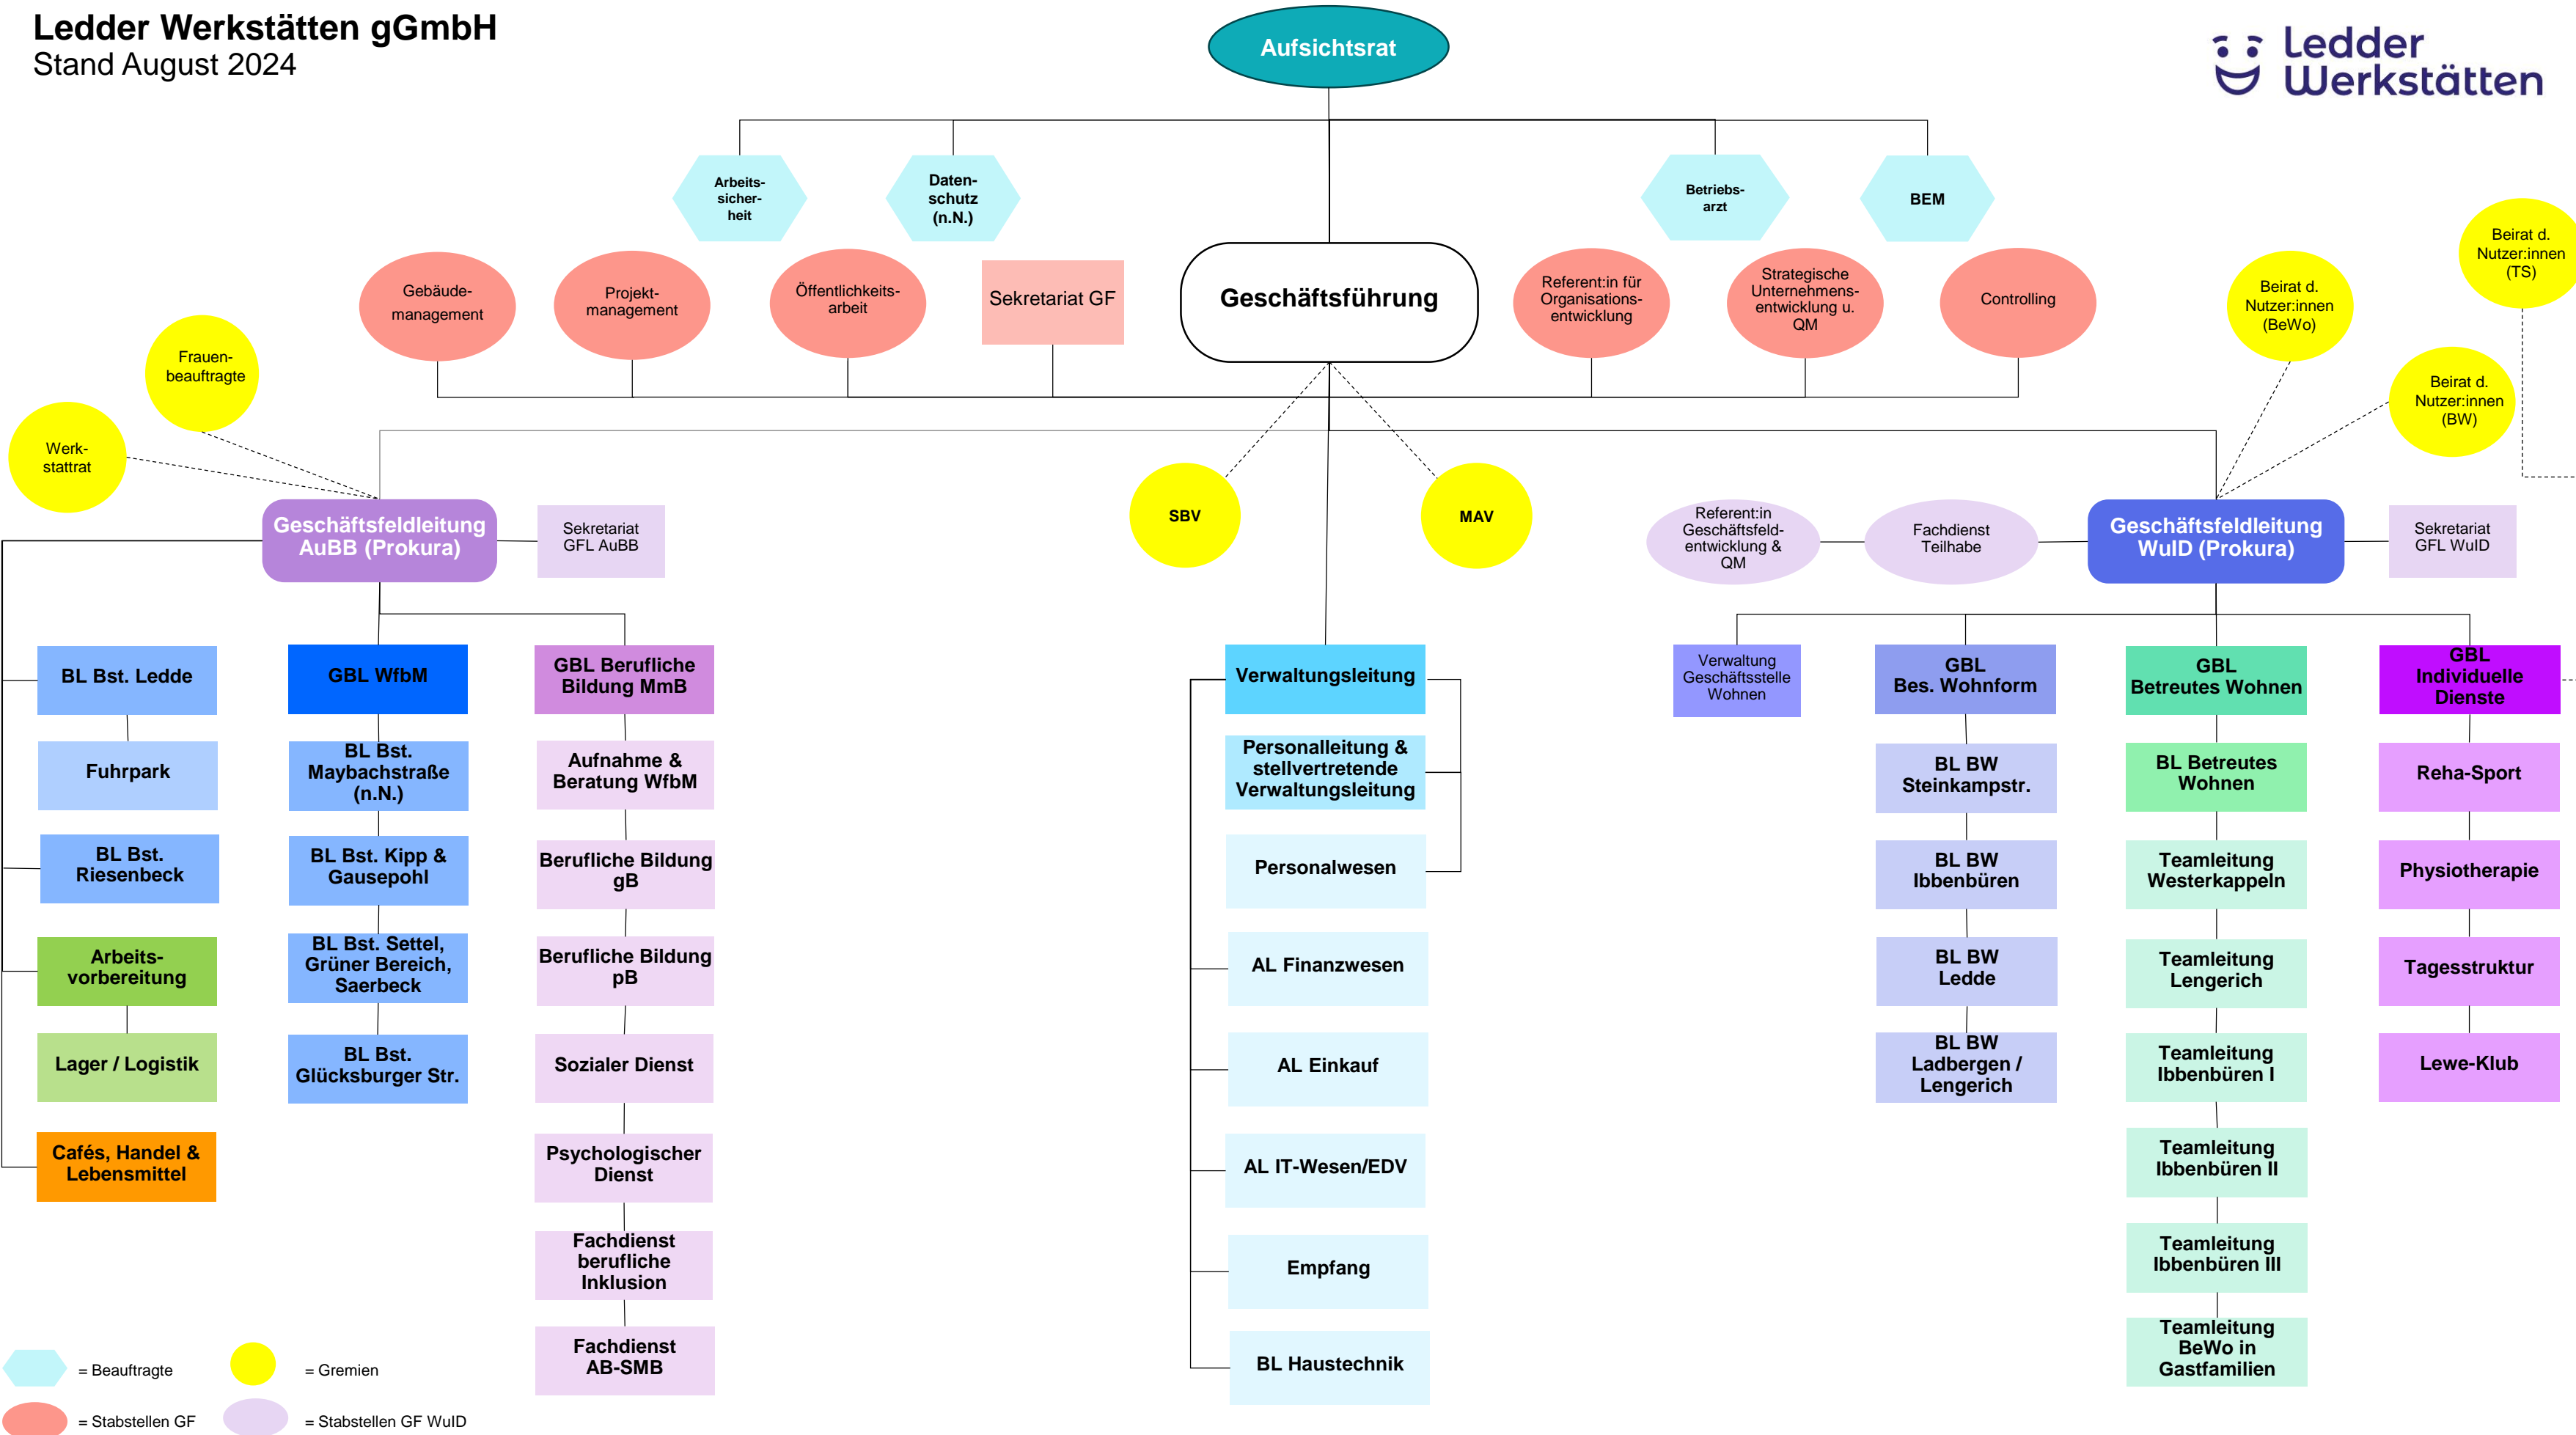 Ledder Werkstätten gGmbH
Stand August 2024
Aufsichtsrat
Ledder
Werkstätten
Arbeits-
sicher-
heit
Daten-
schutz
(n.N.)
Betriebs-
arzt
BEM
Gebäude-
management
Projekt-
management
Öffentlichkeits-
arbeit
Sekretariat GF
Geschäftsführung
Referent:in für
Organisations-
entwicklung
Strategische
Unternehmens-
entwicklung u.
QM
Controlling
Beirat d.
Nutzer:innen
(BeWo)
Beirat d.
Nutzer:innen
(TS)
Beirat d.
Nutzer:innen
(BW)
Frauen-
beauftragte
Werk-
stattrat
Geschäftsfeldleitung
AuBB (Prokura)
Sekretariat
GFL AuBB
SBV
MAV
Referent:in
Geschäftsfeld-
entwicklung &
QM
Fachdienst
Teilhabe
Geschäftsfeldleitung
WuID (Prokura)
Sekretariat
GFL WuID
BL Bst. Ledde
Fuhrpark
BL Bst.
Riesenbeck
Arbeits-
vorbereitung
Lager / Logistik
Cafés, Handel &
Lebensmittel
GBL WfbM
BL Bst.
Maybachstraße
(n.N.)
BL Bst. Kipp &
Gausepohl
BL Bst. Settel,
Grüner Bereich,
Saerbeck
BL Bst.
Glücksburger Str.
GBL Berufliche
Bildung MmB
Aufnahme &
Beratung WfbM
Berufliche Bildung
gB
Berufliche Bildung
pB
Sozialer Dienst
Psychologischer
Dienst
Fachdienst
berufliche
Inklusion
Fachdienst
AB-SMB
Verwaltungsleitung
Personalleitung &
stellvertretende
Verwaltungsleitung
Personalwesen
AL Finanzwesen
AL Einkauf
AL IT-Wesen/EDV
Empfang
BL Haustechnik
Verwaltung
Geschäftsstelle
Wohnen
GBL
Bes. Wohnform
BL BW
Steinkampstr.
BL BW
Ibbenbüren
BL BW
Ledde
BL BW
Ladbergen /
Lengerich
GBL
Betreutes Wohnen
BL Betreutes
Wohnen
Teamleitung
Westerkappeln
Teamleitung
Lengerich
Teamleitung
Ibbenbüren I
Teamleitung
Ibbenbüren II
Teamleitung
Ibbenbüren III
Teamleitung
BeWo in
Gastfamilien
GBL
Individuelle
Dienste
Reha-Sport
Physiotherapie
Tagesstruktur
Lewe-Klub
= Beauftragte
= Gremien
= Stabstellen GF
= Stabstellen GF WuID